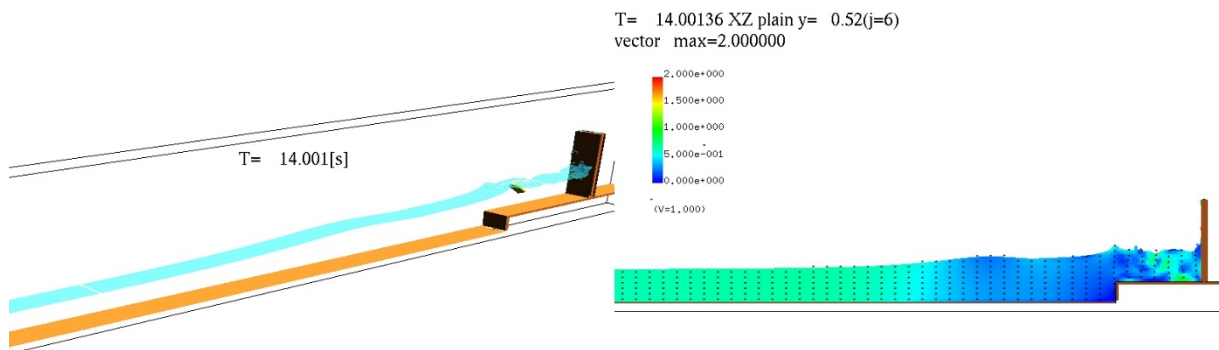 T= 14.001[s]
T= 14.00136 XZ plain y= 0.52(j=6)
vector max=2.000000
2.000e+000
1.500e+000
1.000e+000
5.000e-001
0.000e+000
(V=1.000)